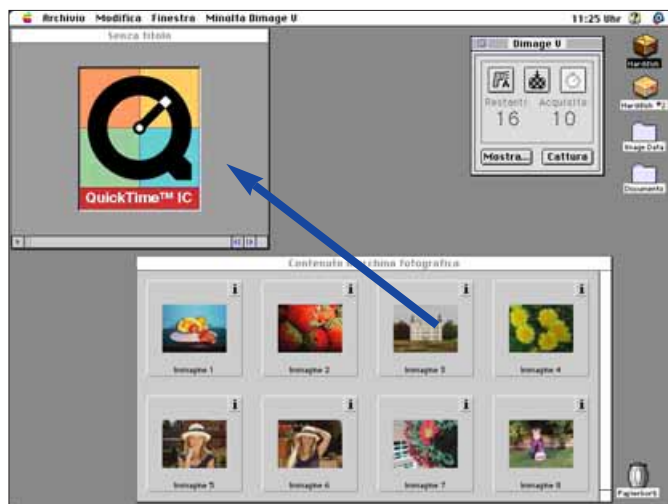 Archivio Modifica Finestra Minolta Dimage V 11:25 Uhr
Senza titolo
QuickTime™ IC
Dimage V
Restanti: Acquisite:
16 10
Mostra... Cattura
Harddisk
Harddisk #2
Image Data
Documents
Contenuto macchina fotografica
Immagine 1
Immagine 2
Immagine 3
Immagine 4
Immagine 5
Immagine 6
Immagine 7
Immagine 8
Papierkorb